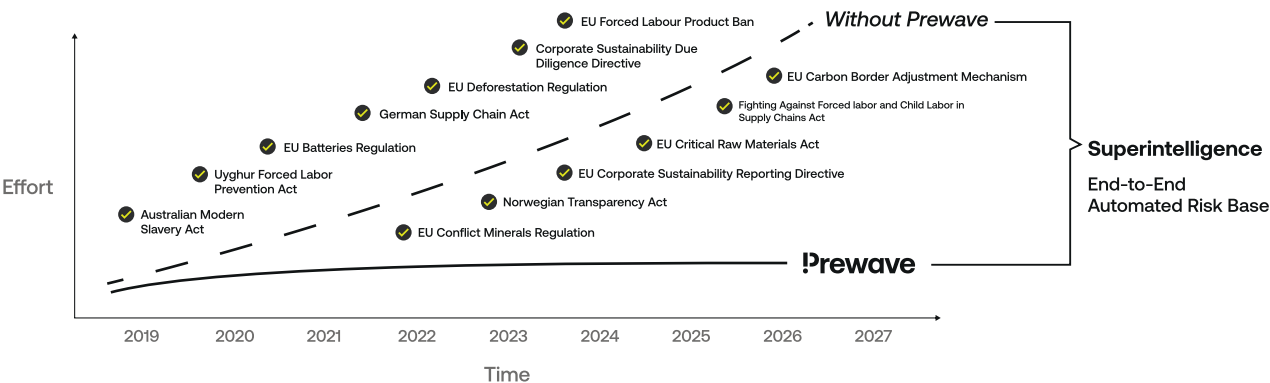 Without Prewave
EU Forced Labour Product Ban
Corporate Sustainability Due
Diligence Directive
EU Carbon Border Adjustment Mechanism
EU Deforestation Regulation
Fighting Against Forced labor and Child Labor in
Supply Chains Act
German Supply Chain Act
EU Batteries Regulation
EU Critical Raw Materials Act
Superintelligence
End-to-End
Automated Risk Base
Uyghur Forced Labor
Prevention Act
EU Corporate Sustainability Reporting Directive
Effort
Norwegian Transparency Act
Australian Modern
Slavery Act
EU Conflict Minerals Regulation
Prewave
2019 2020 2021 2022 2023 2024 2025 2026 2027
Time